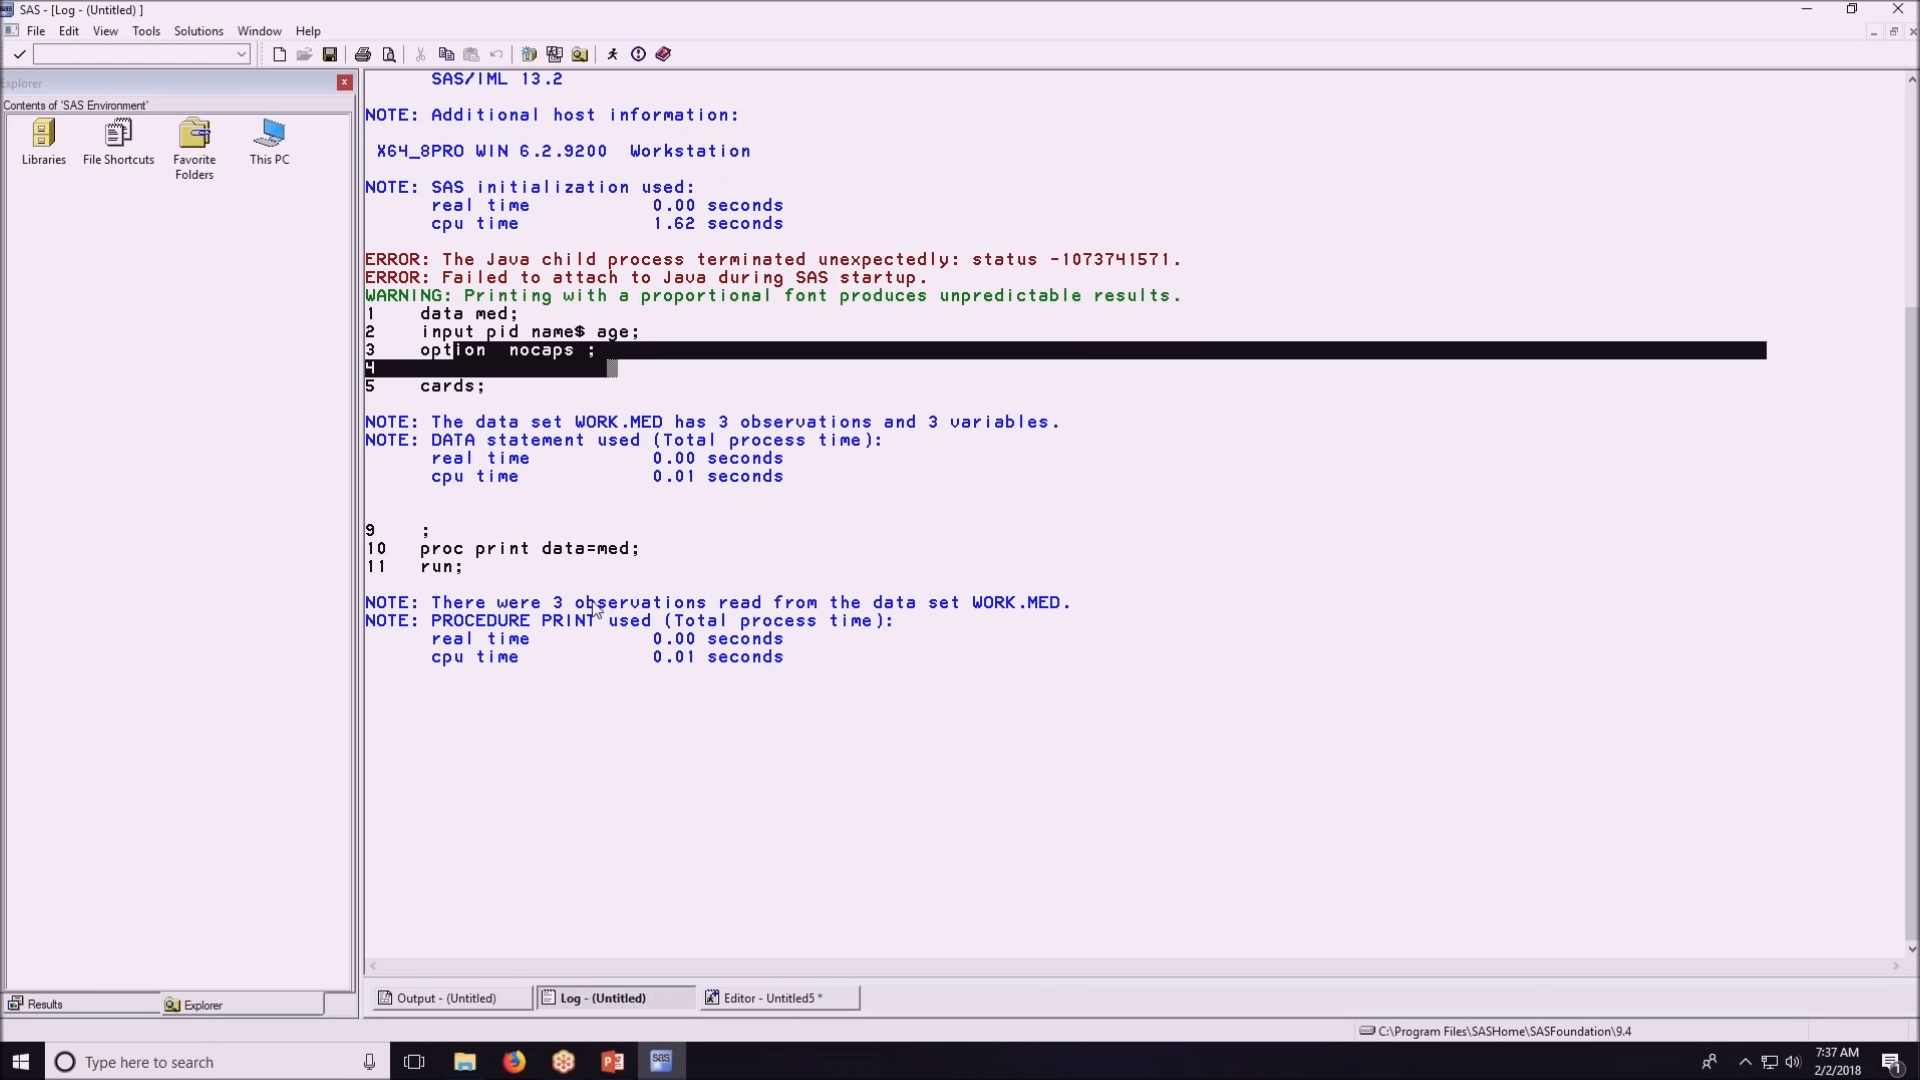 SAS - [Log - (Untitled) ]
File Edit View Tools Solutions Window Help
Explorer
Contents of 'SAS Environment'
Libraries
File Shortcuts
Favorite Folders
This PC
SAS/IML 13.2
NOTE: Additional host information:
X64_8PRO WIN 6.2.9200 Workstation
NOTE: SAS initialization used:
real time 0.00 seconds
cpu time 1.62 seconds
ERROR: The Java child process terminated unexpectedly: status -1073741571.
ERROR: Failed to attach to Java during SAS startup.
WARNING: Printing with a proportional font produces unpredictable results.
1 data med;
2 input pid name$ age;
3 option nocaps ;
4
5 cards;
NOTE: The data set WORK.MED has 3 observations and 3 variables.
NOTE: DATA statement used (Total process time):
real time 0.00 seconds
cpu time 0.01 seconds
9 ;
10 proc print data=med;
11 run;
NOTE: There were 3 observations read from the data set WORK.MED.
NOTE: PROCEDURE PRINT used (Total process time):
real time 0.00 seconds
cpu time 0.01 seconds
Results
Explorer
Output - (Untitled)
Log - (Untitled)
Editor - Untitled5 *
C:\Program Files\SASHome\SASFoundation\9.4
Type here to search
sas
7:37 AM
2/2/2018
1